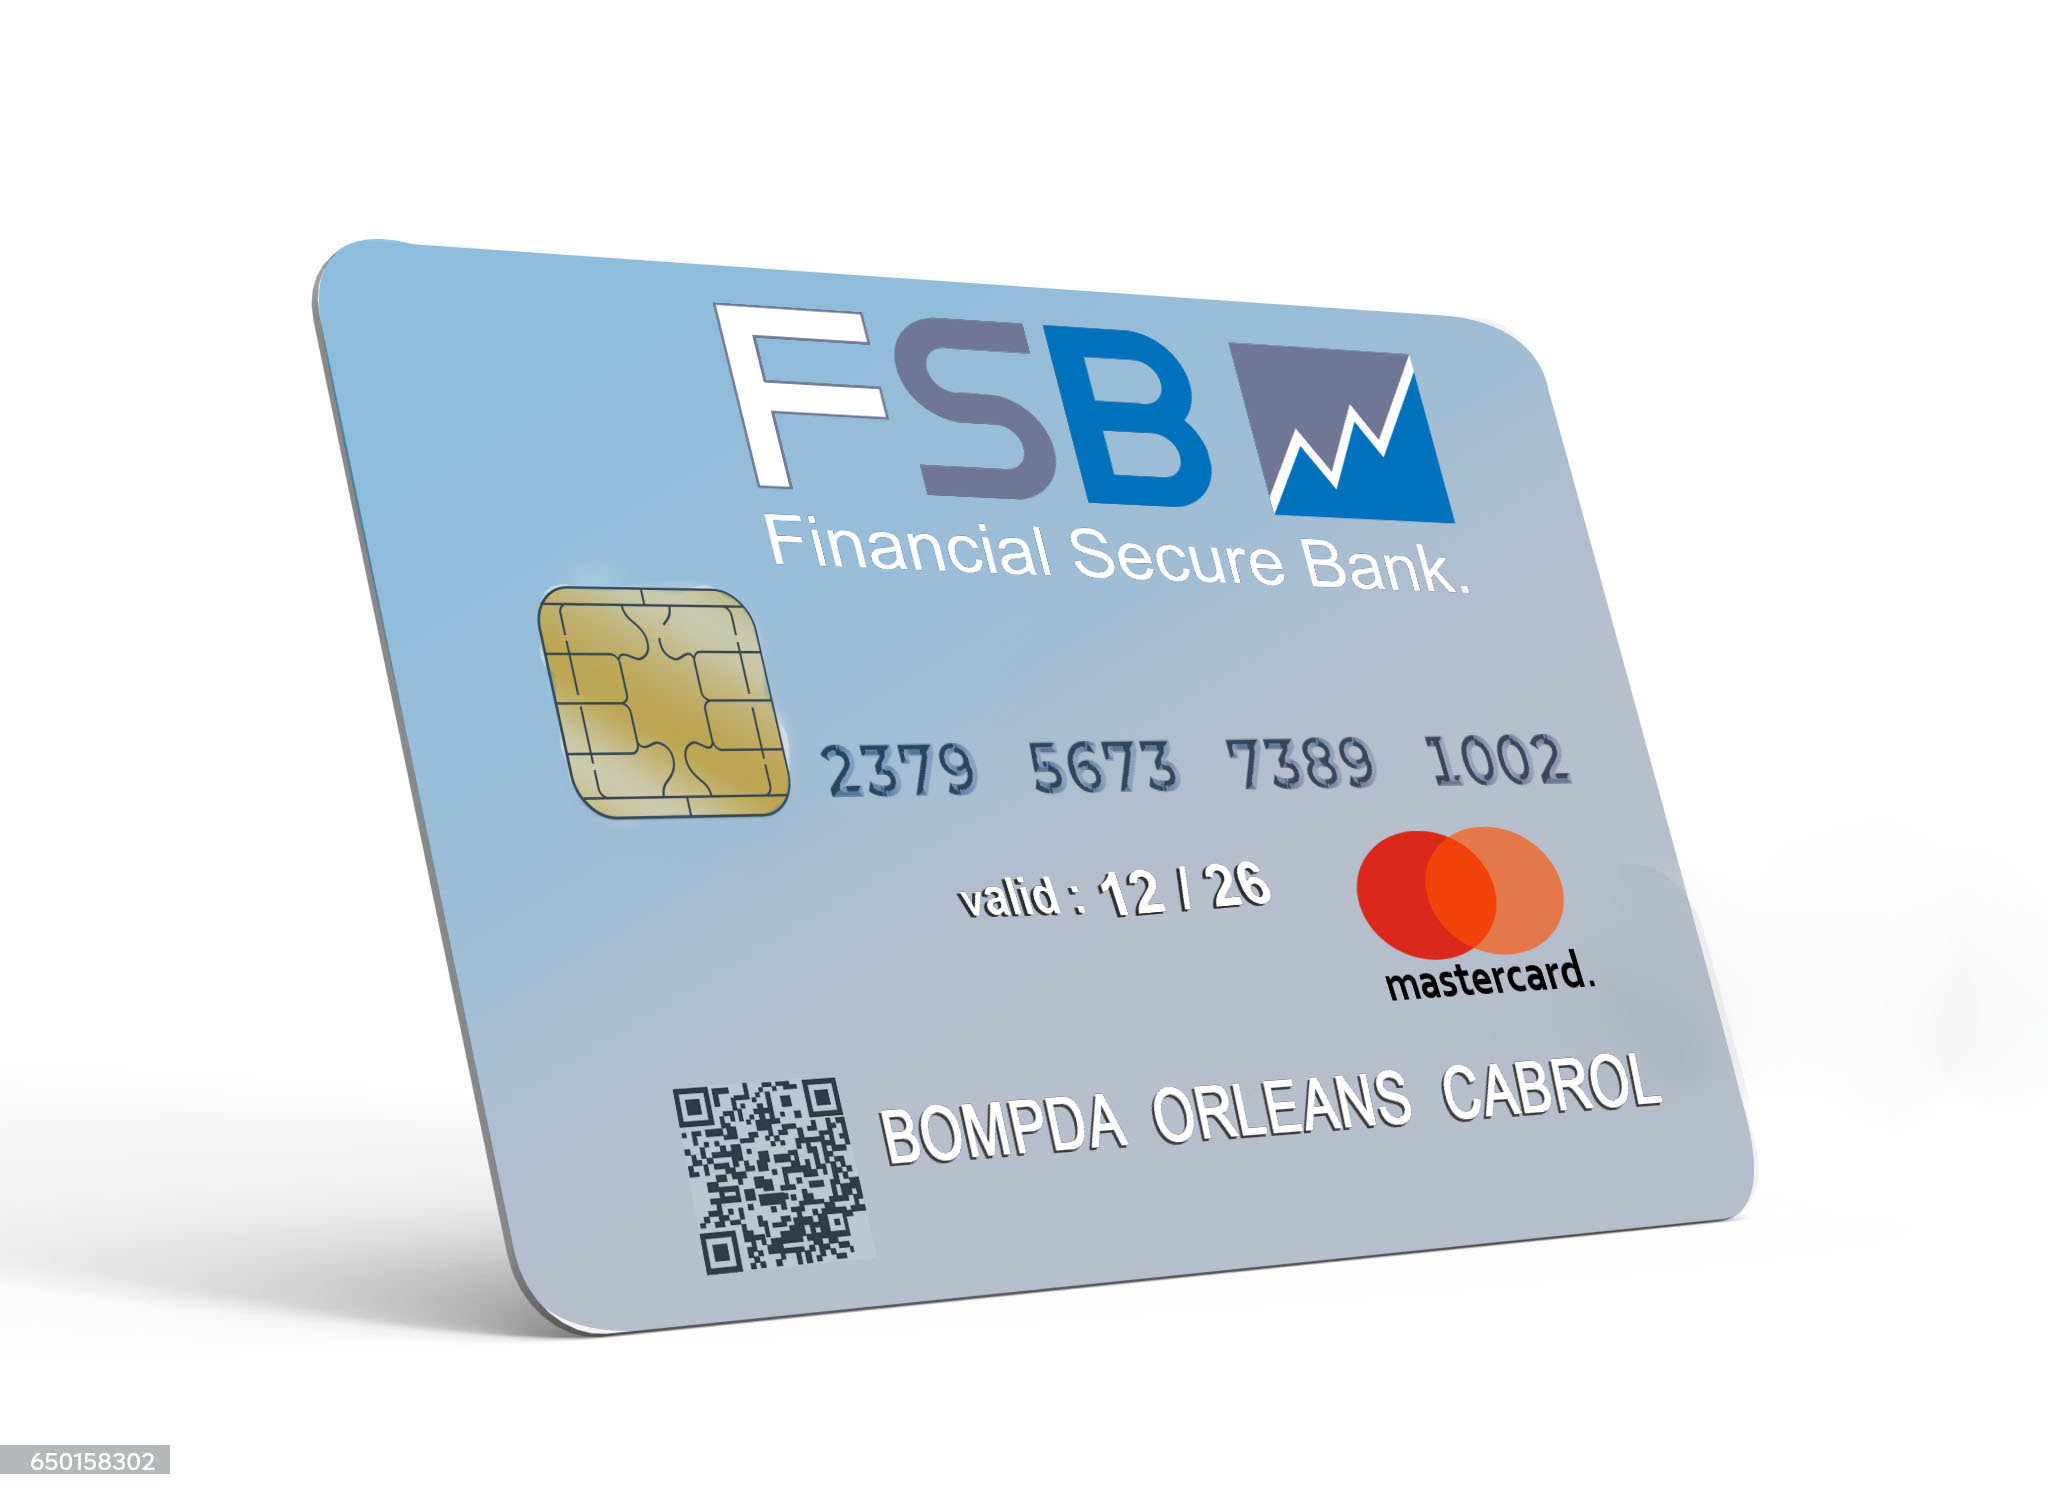 FSB
Financial Secure Bank.
2379 5673 7389 1002
valid : 12 / 26
mastercard.
BOMPDA ORLEANS CABROL
650158302